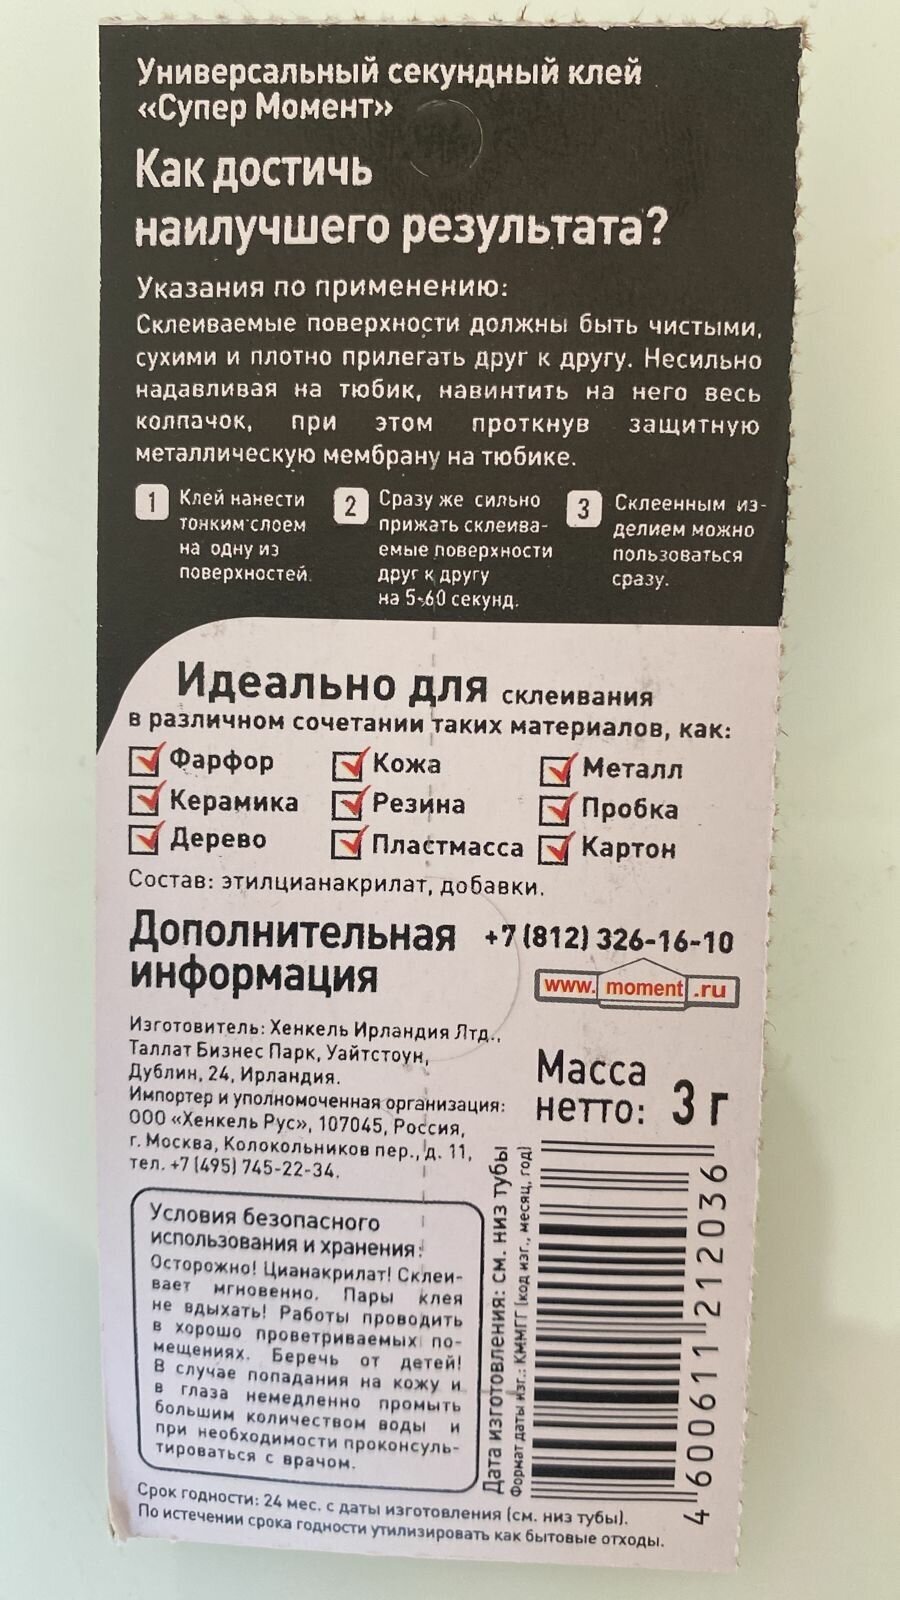 Универсальный секундный клей
«Супер Момент»
Как достичь
наилучшего результата?
Указания по применению:
Склеиваемые поверхности должны быть чистыми,
сухими и плотно прилегать друг к другу. Несильно
надавливая на тюбик, навинтить на него весь
колпачок, при этом проткнув защитную
металлическую мембрану на тюбике.
1
Клей нанести
тонким слоем
на одну из
поверхностей.
2
Сразу же сильно
прижать склеива-
емые поверхности
друг к другу
на 5-60 секунд.
3
Склеенным из-
делием можно
пользоваться
сразу.
Идеально для склеивания
в различном сочетании таких материалов, как:
Фарфор
Керамика
Дерево
Кожа
Резина
Пластмасса
Металл
Пробка
Картон
Состав: этилцианакрилат, добавки.
Дополнительная
информация
+7 (812) 326-16-10
www.moment.ru
Изготовитель: Хенкель Ирландия Лтд.,
Таллат Бизнес Парк, Уайтстоун,
Дублин, 24, Ирландия.
Импортер и уполномоченная организация:
ООО «Хенкель Рус», 107045, Россия,
г. Москва, Колокольников пер., д. 11,
тел. +7 (495) 745-22-34.
Масса
нетто: 3 г
Условия безопасного
использования и хранения:
Осторожно! Цианакрилат! Склеи-
вает мгновенно. Пары клея
не вдыхать! Работы проводить
в хорошо проветриваемых по-
мещениях. Беречь от детей!
В случае попадания на кожу и
в глаза немедленно промыть
большим количеством воды и
при необходимости проконсуль-
тироваться с врачом.
Дата изготовления: см. низ тубы
Формат даты изг.: КММГГ (код изг., месяц, год)
4 600611 212036
Срок годности: 24 мес. с даты изготовления (см. низ тубы).
По истечении срока годности утилизировать как бытовые отходы.